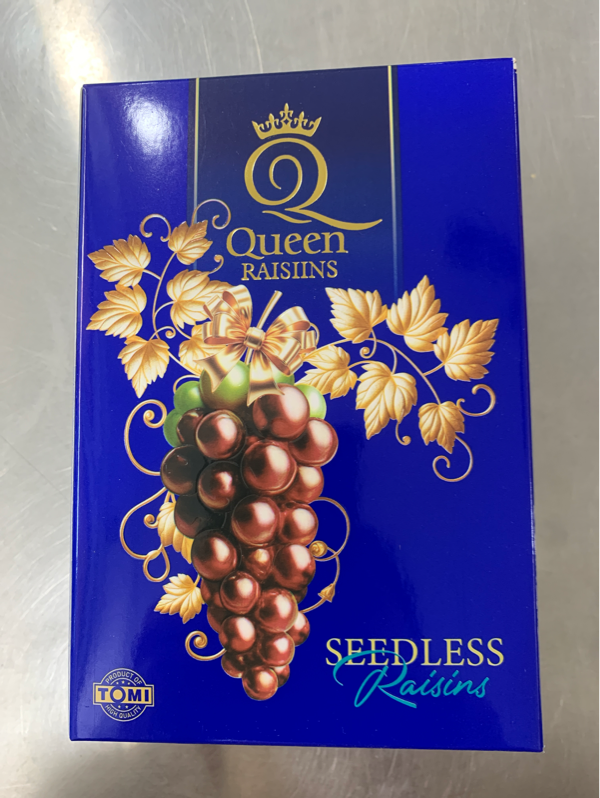 Q
Queen
RAISIINS
SEEDLESS
Raisins
PRODUCT OF
TOMI
HIGH QUALITY